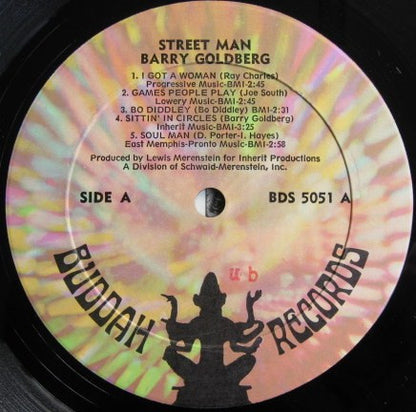 STREET MAN
BARRY GOLDBERG
1. I GOT A WOMAN (Ray Charles)
Progressive Music-BMI-2:45
2. GAMES PEOPLE PLAY (Joe South)
Lowery Music-BMI-2:45
3. BO DIDDLEY (Bo Diddley) BMI-2:31
4. SITTIN' IN CIRCLES (Barry Goldberg)
Inherit Music-BMI-3:25
5. SOUL MAN (D. Porter-I. Hayes)
East Memphis-Pronto Music-BMI-2:58
Produced by Lewis Merenstein for Inherit Productions
A Division of Schwaid-Merenstein, Inc.
SIDE A
BDS 5051 A
u b
BUDDAH RECORDS